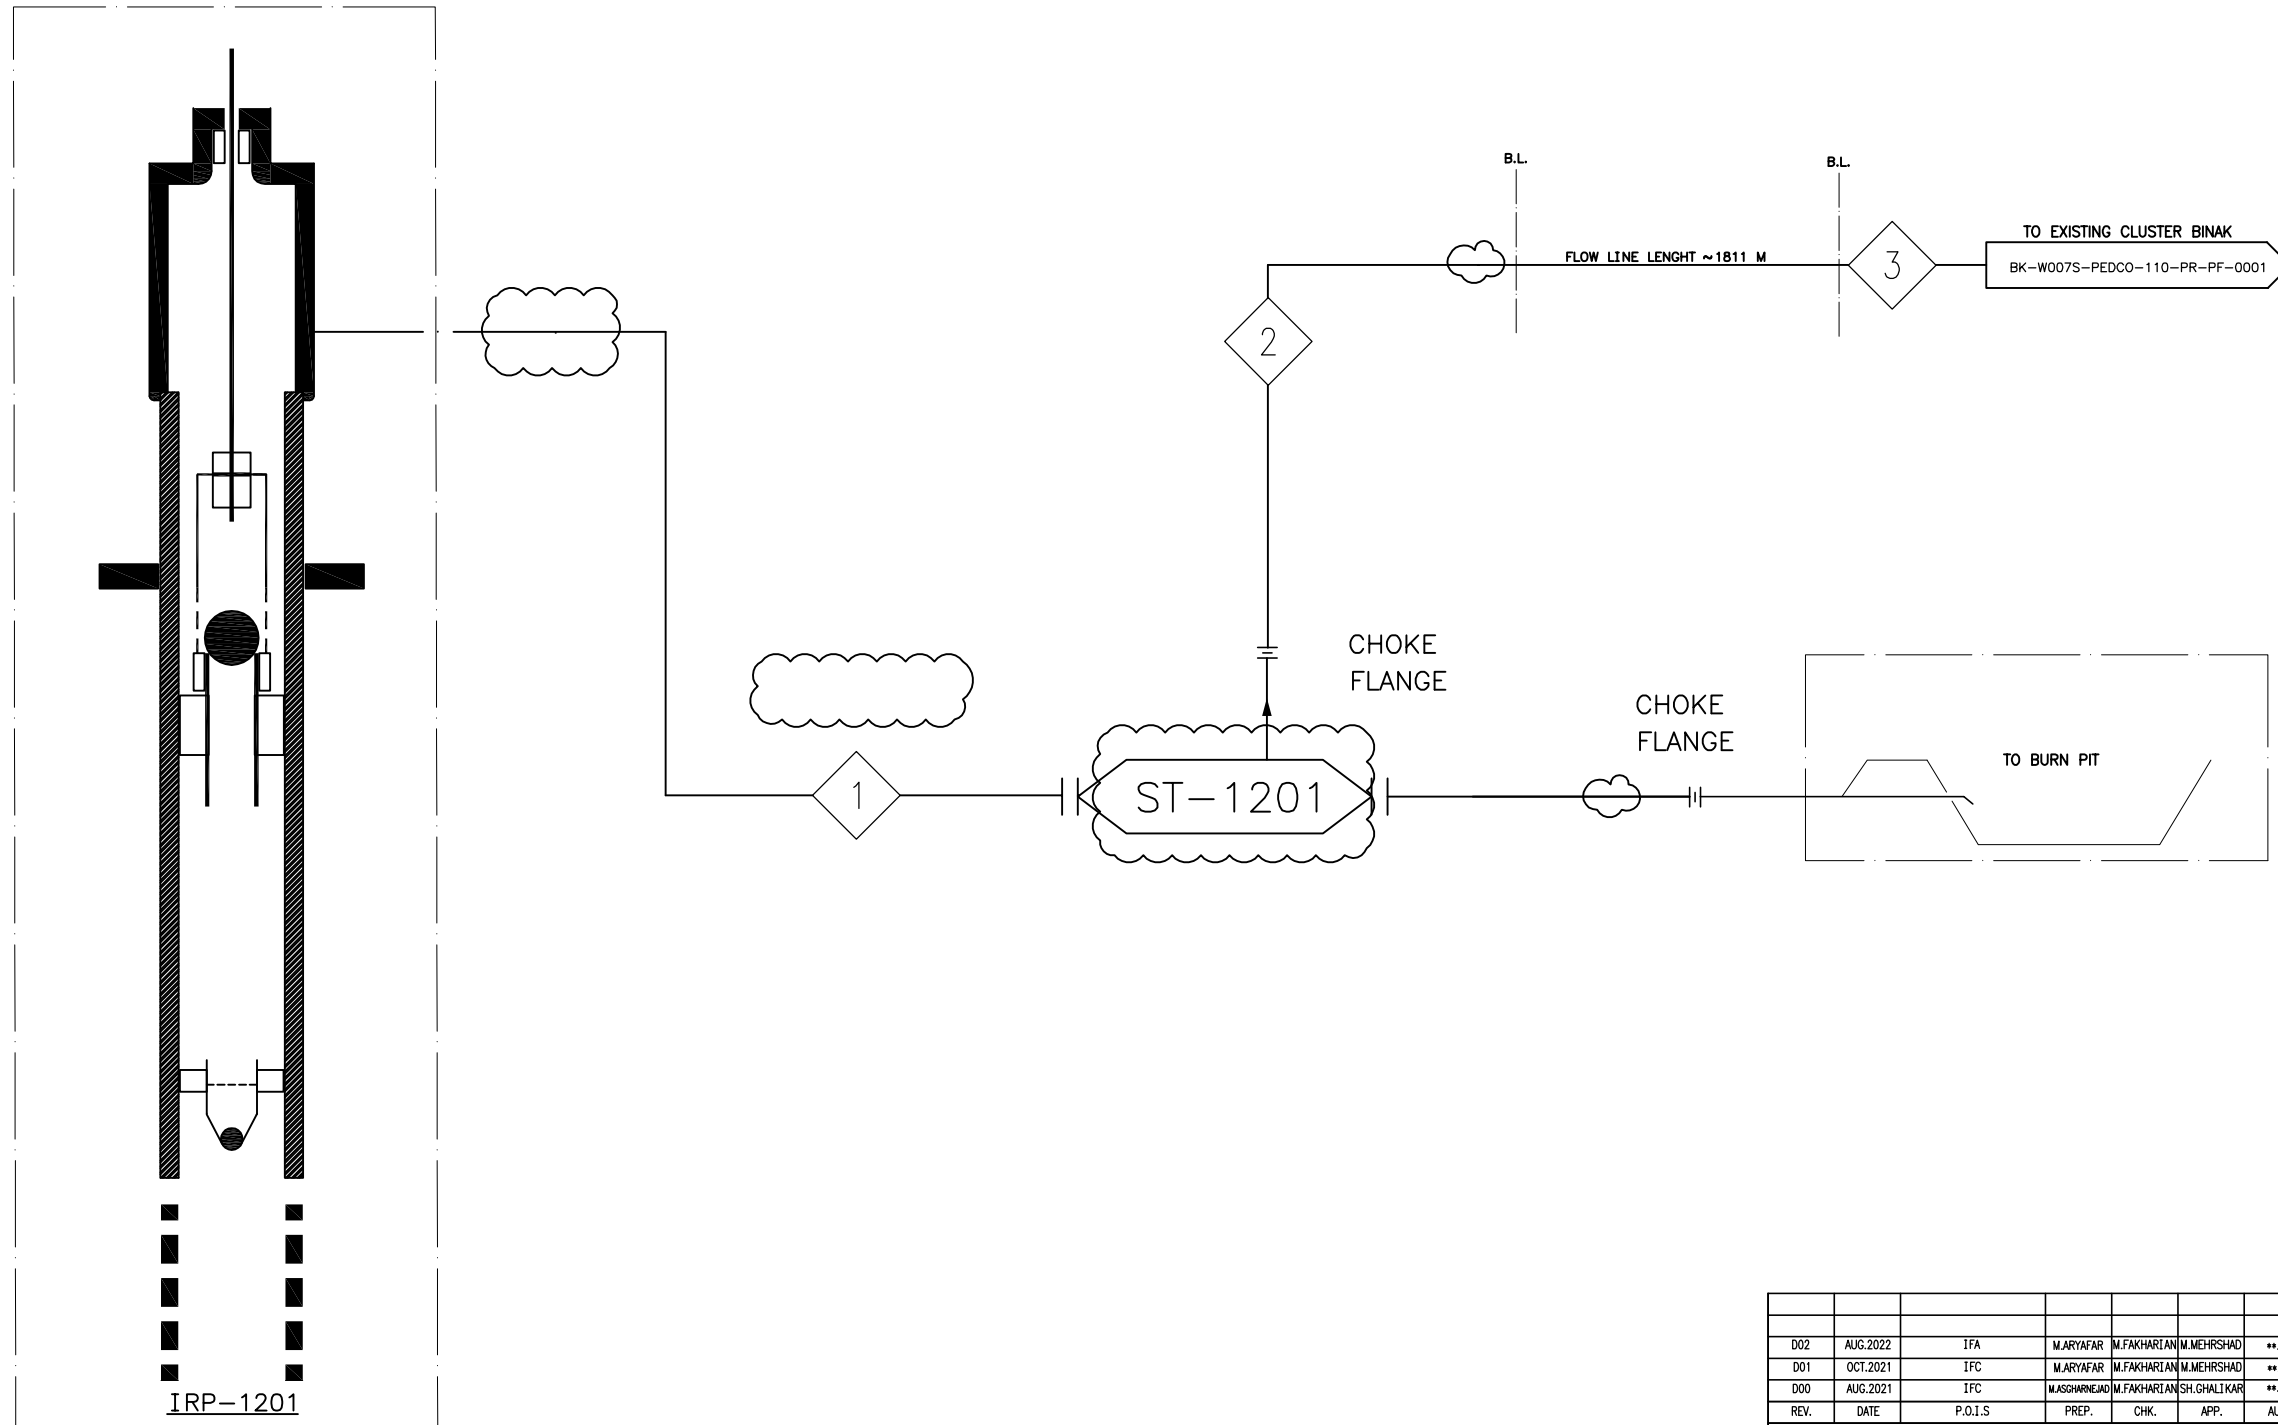 B.L.
B.L.
TO EXISTING CLUSTER BINAK
FLOW LINE LENGHT ~1811 M
3
BK-W007S-PEDCO-110-PR-PF-0001
2
CHOKE
FLANGE
CHOKE
FLANGE
TO BURN PIT
1
ST-1201
D02 AUG.2022 IFA M.ARYAFAR M.FAKHARIAN M.MEHRSHAD **
D01 OCT.2021 IFC M.ARYAFAR M.FAKHARIAN M.MEHRSHAD **
D00 AUG.2021 IFC M.ASGHARNEJAD M.FAKHARIAN SH.GHALIKAR **
REV. DATE P.O.I.S PREP. CHK. APP.
IRP-1201